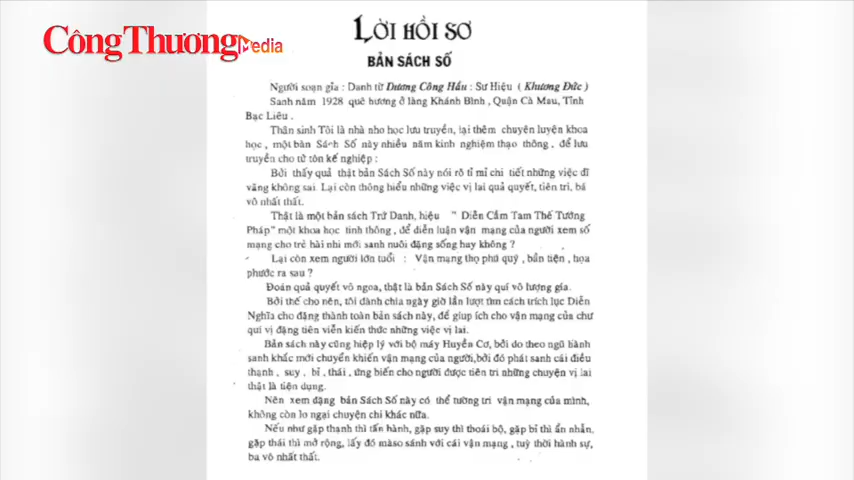 CôngThương Media
LỜI HỒI SƠ
BẢN SÁCH SỐ
Người soạn gỉa : Danh từ Dương Công Hầu : Sư Hiệu ( Khương Đức )
Sanh năm 1928 quê hương ở làng Khánh Bình , Quận Cà Mau, Tỉnh
Bạc Liêu .
Thân sinh Tôi là nhà nho học lưu truyền, lại thêm chuyên luyện khoa
học , một bản Sách Số này nhiều năm kinh nghiệm thạo thông , để lưu
truyền cho tử tôn kế nghiệp :
Bởi thấy quả thật bản Sách Số này nói rõ tỉ mỉ chi tiết những việc dĩ
vãng không sai. Lại còn thông hiểu những việc vị lai quả quyết, tiên tri, bá
vô nhất thất.
Thật là một bản sách Trứ Danh, hiệu " Diễn Cầm Tam Thế Tướng
Pháp" một khoa học tinh thông , để diễn luận vận mạng của người xem số
mạng cho trẻ hài nhi mới sanh nuôi đặng sống hay không ?
Lại còn xem người lớn tuổi : Vận mạng thọ phú quý , bần tiện , họa
phước ra sau ?
Đoán quả quyết vô ngoa, thật là bản Sách Số này quí vô lượng gía.
Bởi thế cho nên, tôi dành chia ngày giờ lần lượt tìm cách trích lục Diễn
Nghĩa cho đặng thành toàn bản sách này, để giup ích cho vận mạng của chư
quí vị đặng tiên viễn kiến thức những việc vị lai.
Bản sách này cũng hiệp lý với bộ máy Huyền Cơ, bởi do theo ngũ hành
sanh khắc mới chuyển khiến vận mạng của người,bởi đó phát sanh cái điều
thạnh , suy , bỉ , thái , ứng biến cho người được tiên tri những chuyện vị lai
thật là tiện dụng.
Nên xem đặng bản Sách Số này có thể tường tri vận mạng của mình,
không còn lo ngại chuyện chi khác nữa.
Nếu như gặp thạnh thì tấn hành, gặp suy thì thoái bộ, gặp bỉ thì ẩn nhẫn,
gặp thái thì mở rộng, lấy đó mà so sánh với cái vận mạng , tuỳ thời hành sự,
bá vô nhất thất.